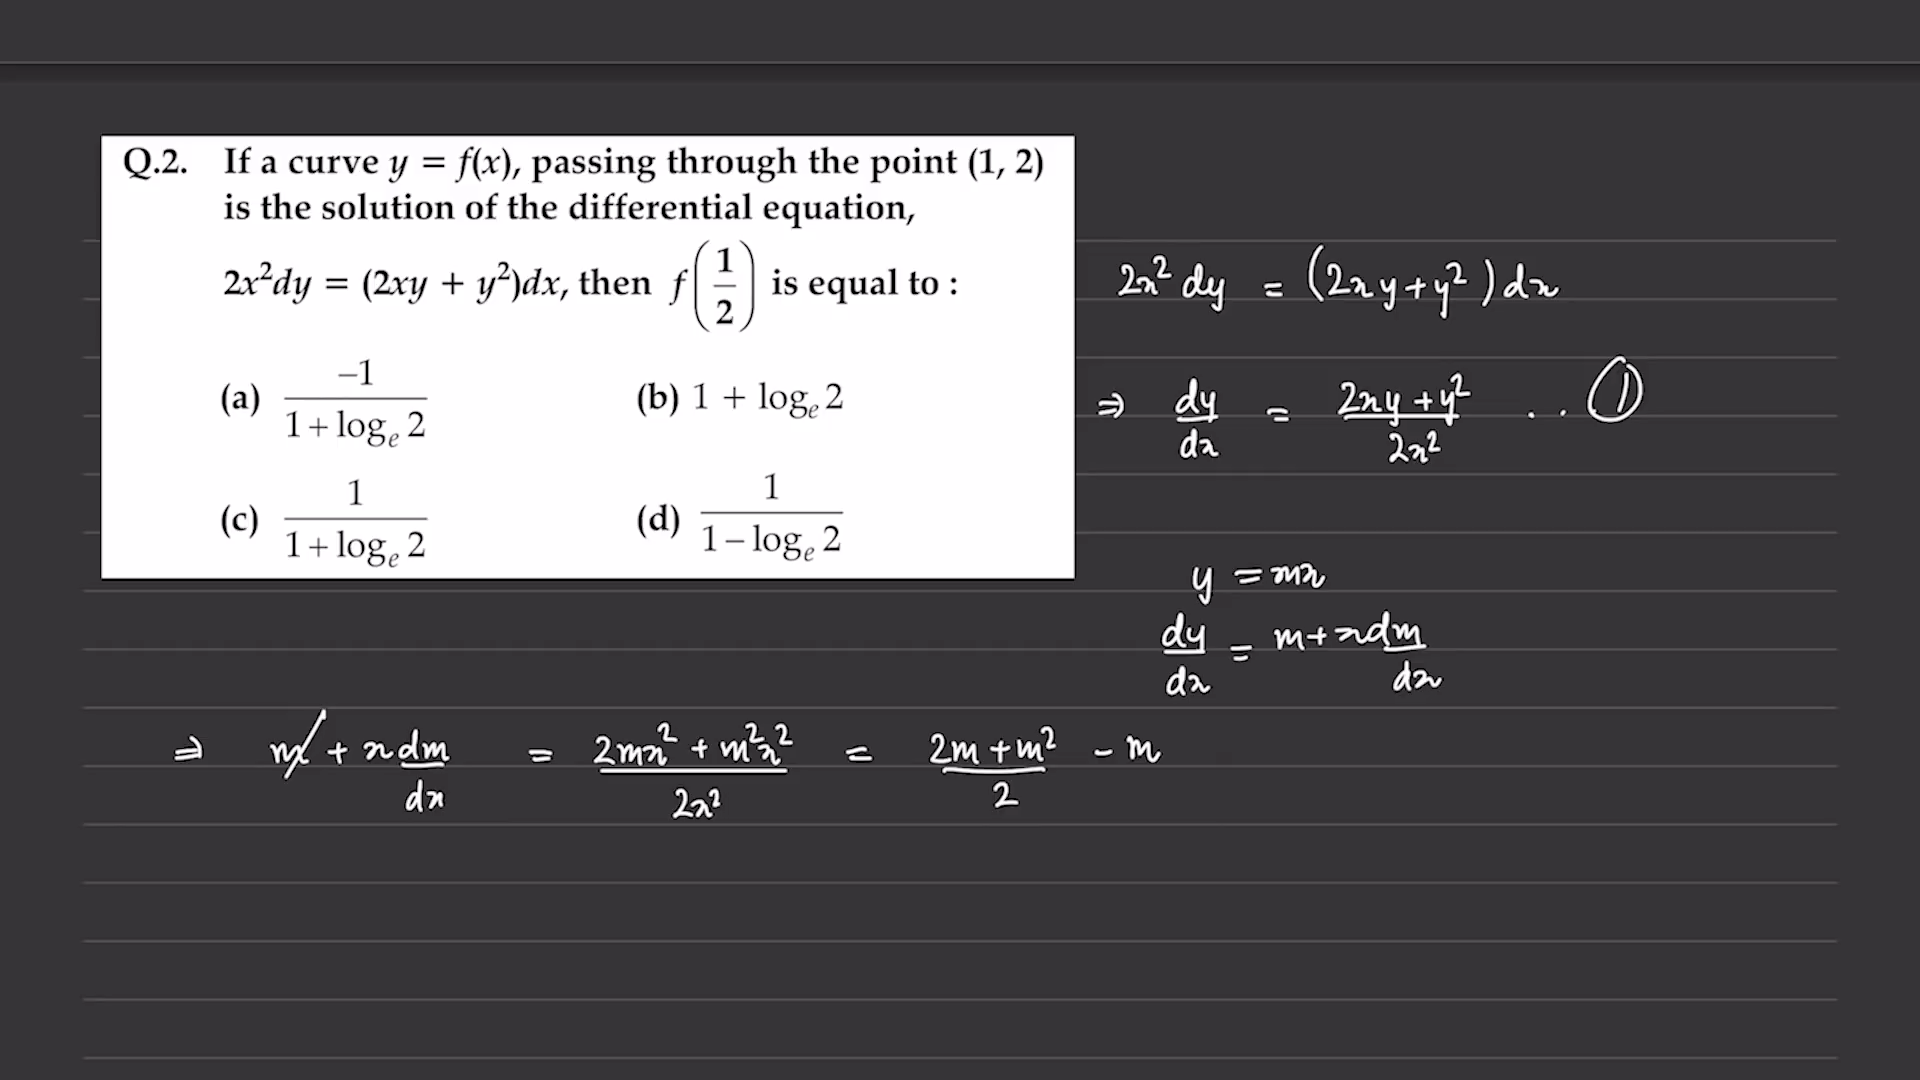 Q.2. If a curve y = f(x), passing through the point (1, 2)
is the solution of the differential equation,
2x²dy = (2xy + y²)dx, then f(1/2) is equal to :
(a) –1/(1 + logₑ 2) (b) 1 + logₑ 2
(c) 1/(1 + logₑ 2) (d) 1/(1 – logₑ 2)
2x² dy = (2xy + y²) dx
⇒ dy/dx = (2xy + y²)/2x² .. ①
y = mx
dy/dx = m + x dm/dx
⇒ m + x dm/dx = (2mx² + m²x²)/2x² = (2m + m²)/2 - m